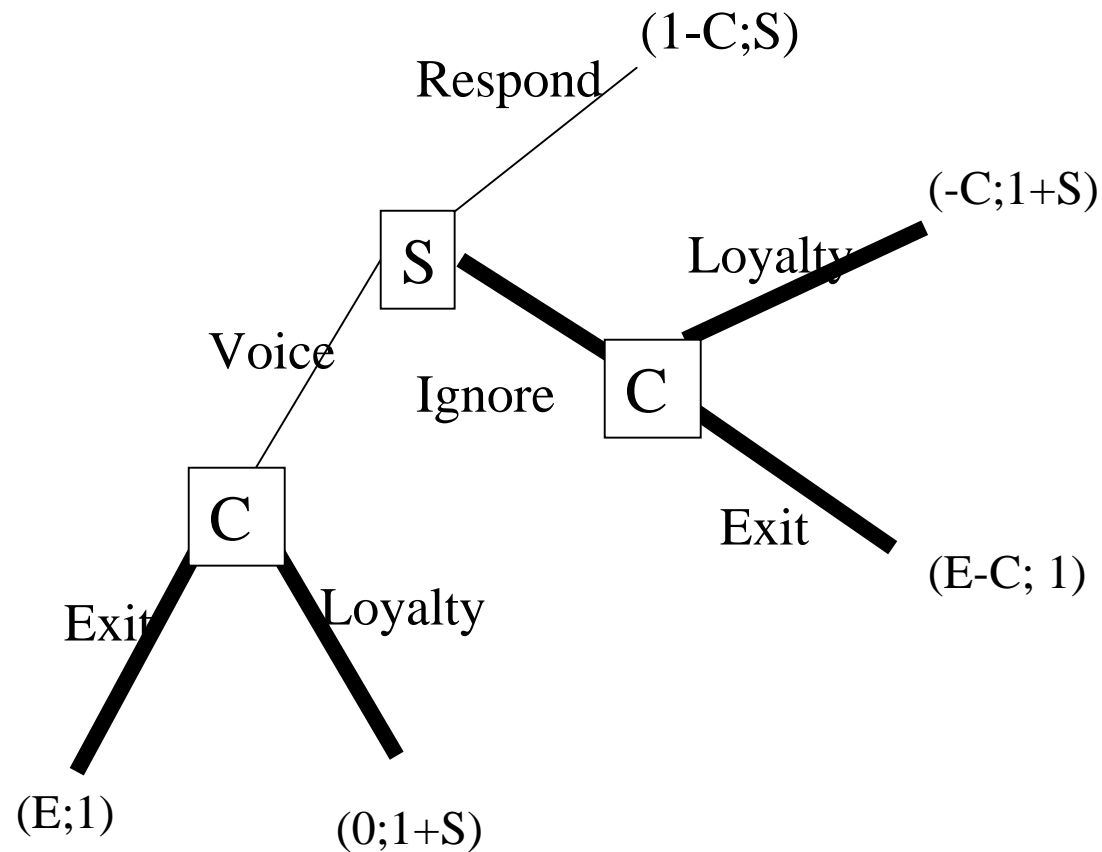 (1-C;S)
Respond
(-C;1+S)
Loyalty
S
Voice
Ignore
C
C
Exit
(E-C; 1)
Exit
Loyalty
(E;1)
(0;1+S)